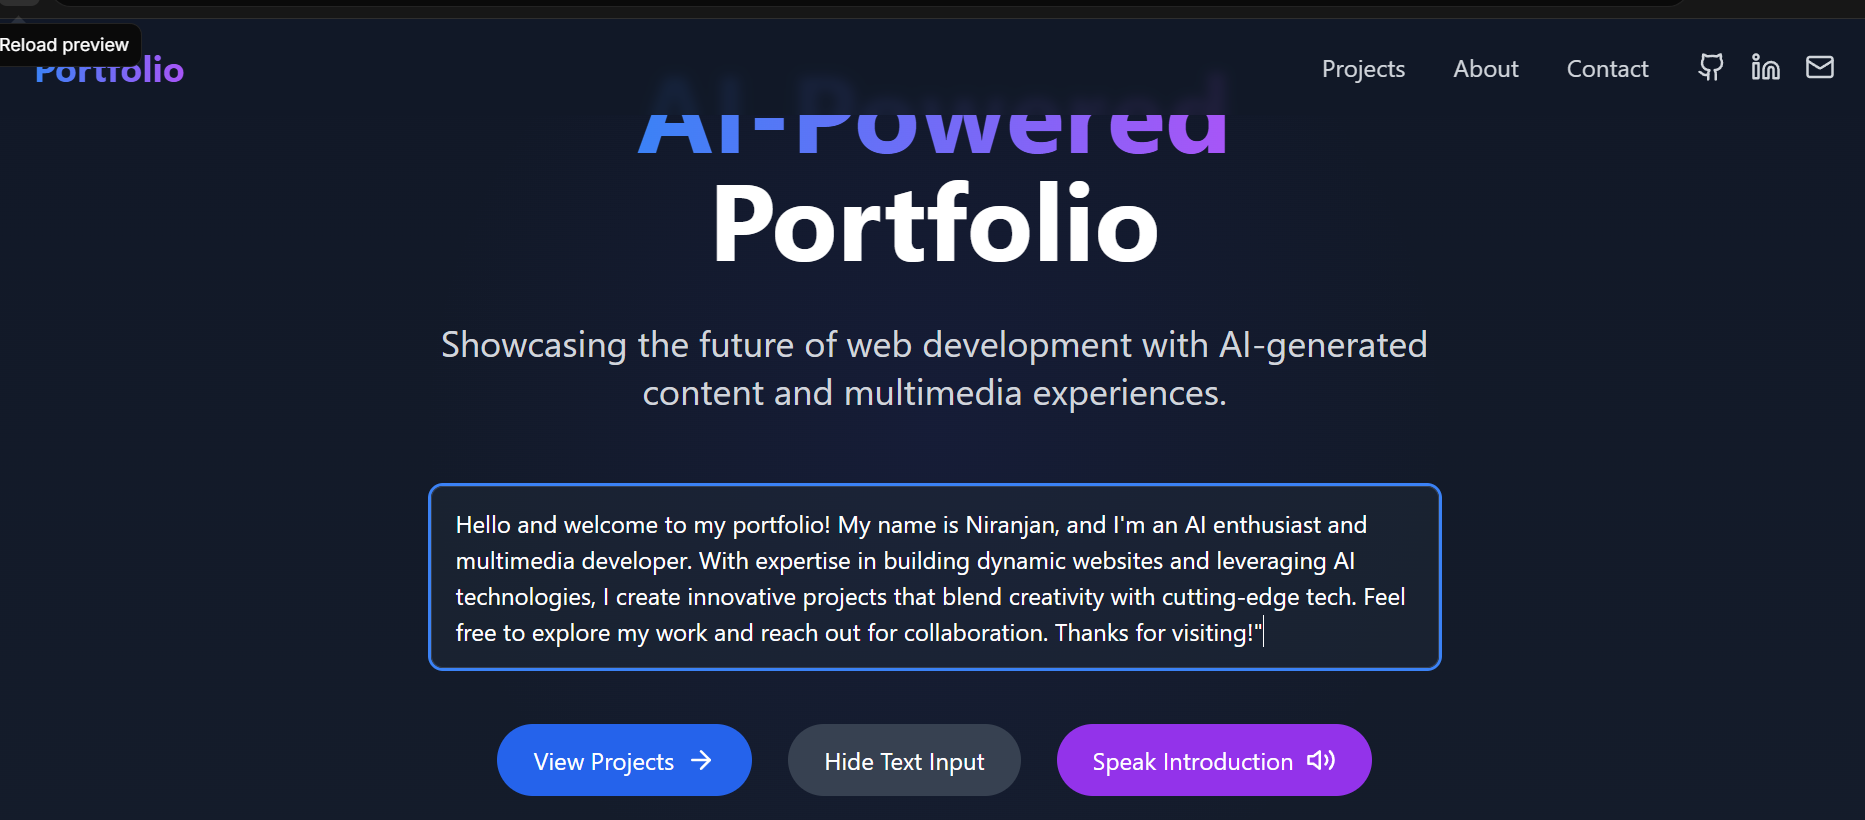 Reload preview
Portfolio
Projects
About
Contact
AI-Powered
Portfolio
Showcasing the future of web development with AI-generated
content and multimedia experiences.
Hello and welcome to my portfolio! My name is Niranjan, and I'm an AI enthusiast and
multimedia developer. With expertise in building dynamic websites and leveraging AI
technologies, I create innovative projects that blend creativity with cutting-edge tech. Feel
free to explore my work and reach out for collaboration. Thanks for visiting!"
View Projects
Hide Text Input
Speak Introduction